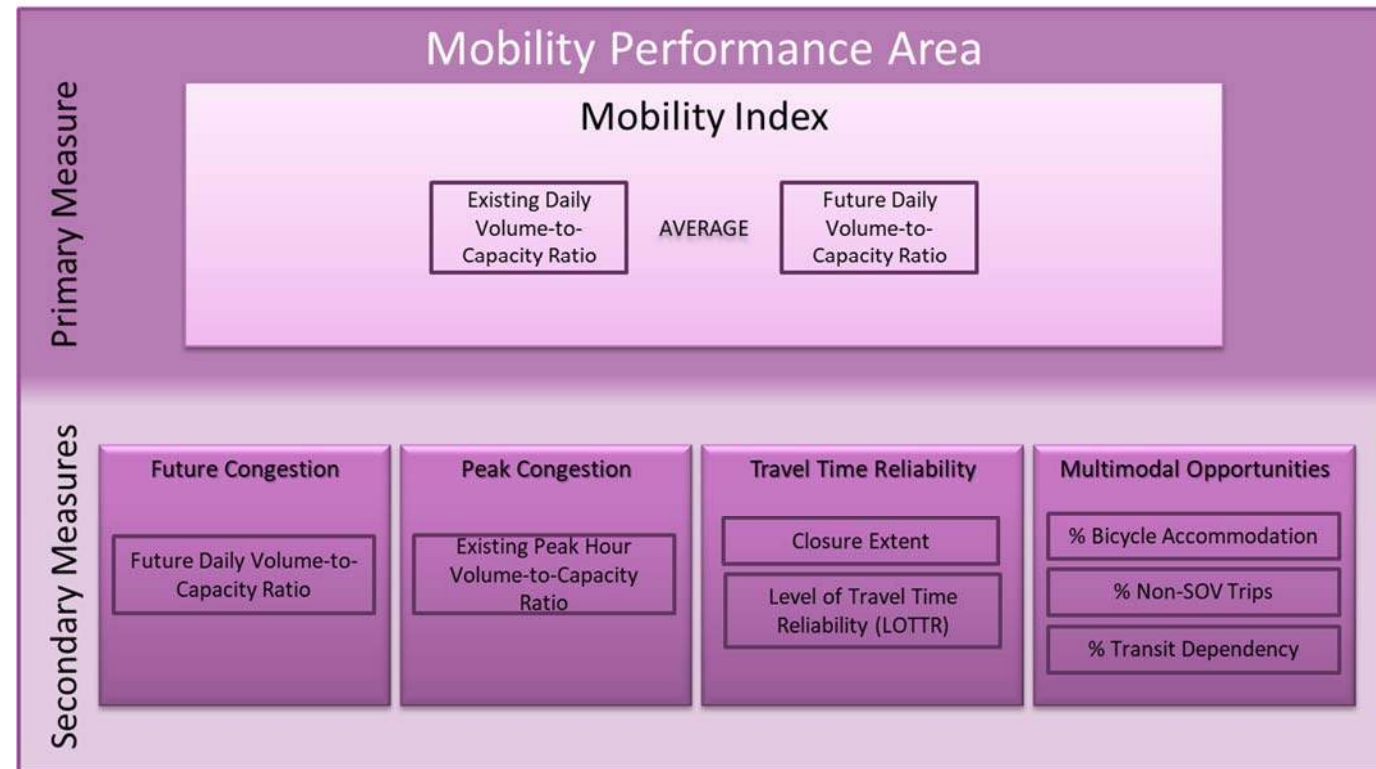 Mobility Performance Area
Primary Measure
Mobility Index
Existing Daily
Volume-to-
Capacity Ratio
AVERAGE
Future Daily
Volume-to-
Capacity Ratio
Secondary Measures
Future Congestion
Future Daily Volume-to-
Capacity Ratio
Peak Congestion
Existing Peak Hour
Volume-to-Capacity
Ratio
Travel Time Reliability
Closure Extent
Level of Travel Time
Reliability (LOTTR)
Multimodal Opportunities
% Bicycle Accommodation
% Non-SOV Trips
% Transit Dependency